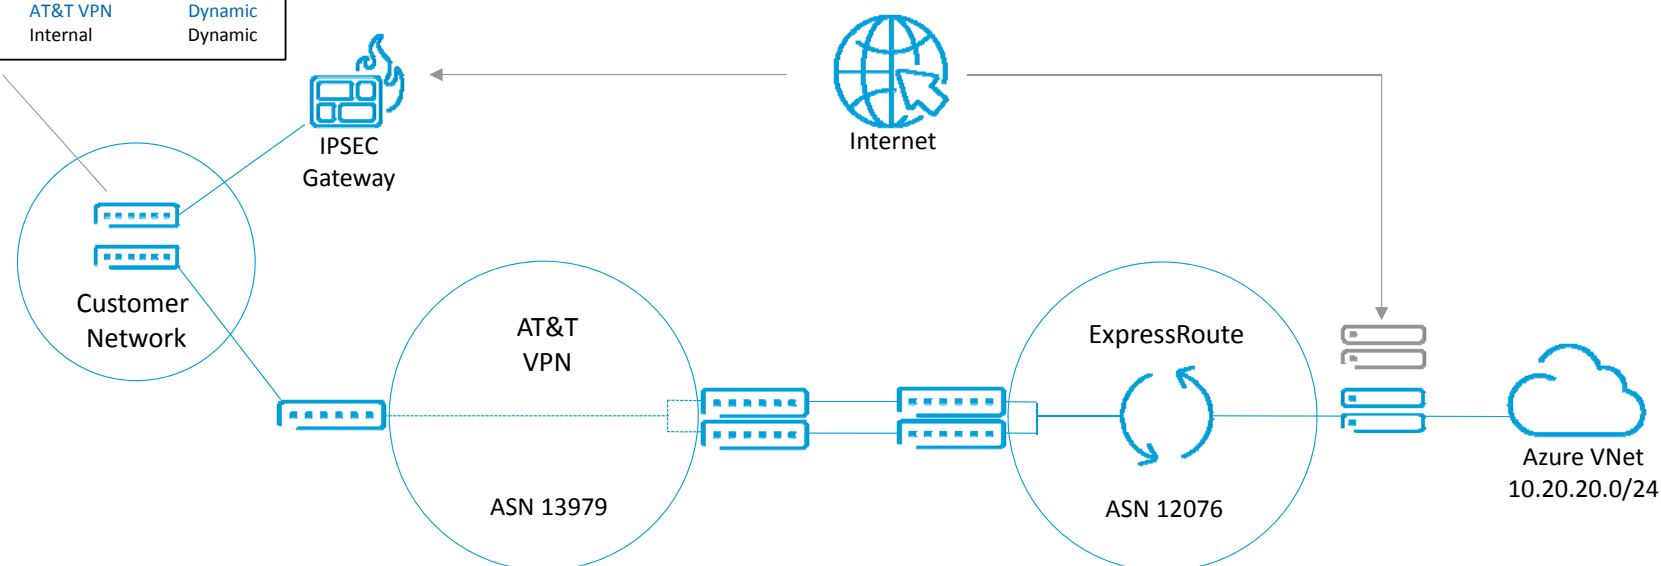 AT&T VPN Dynamic
Internal Dynamic
IPSEC
Gateway
Internet
Customer
Network
AT&T
VPN
ASN 13979
ExpressRoute
ASN 12076
Azure VNet
10.20.20.0/24